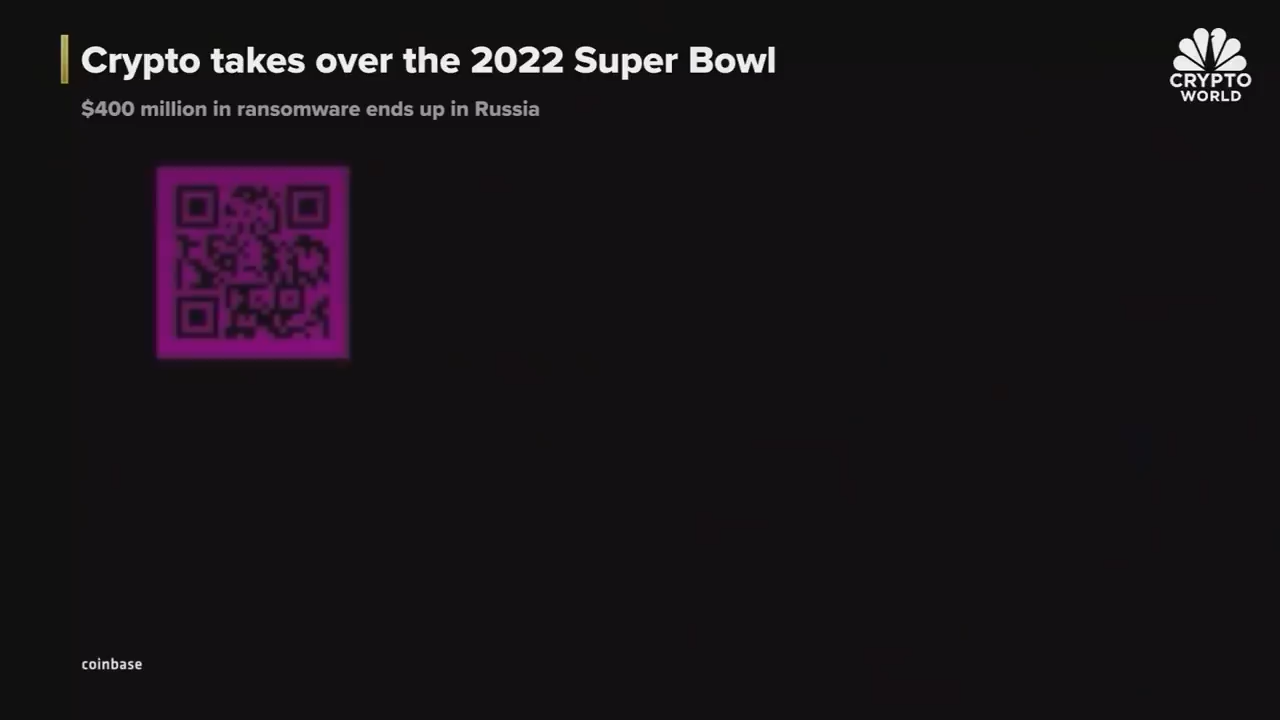 Crypto takes over the 2022 Super Bowl
$400 million in ransomware ends up in Russia
CRYPTO
WORLD
coinbase